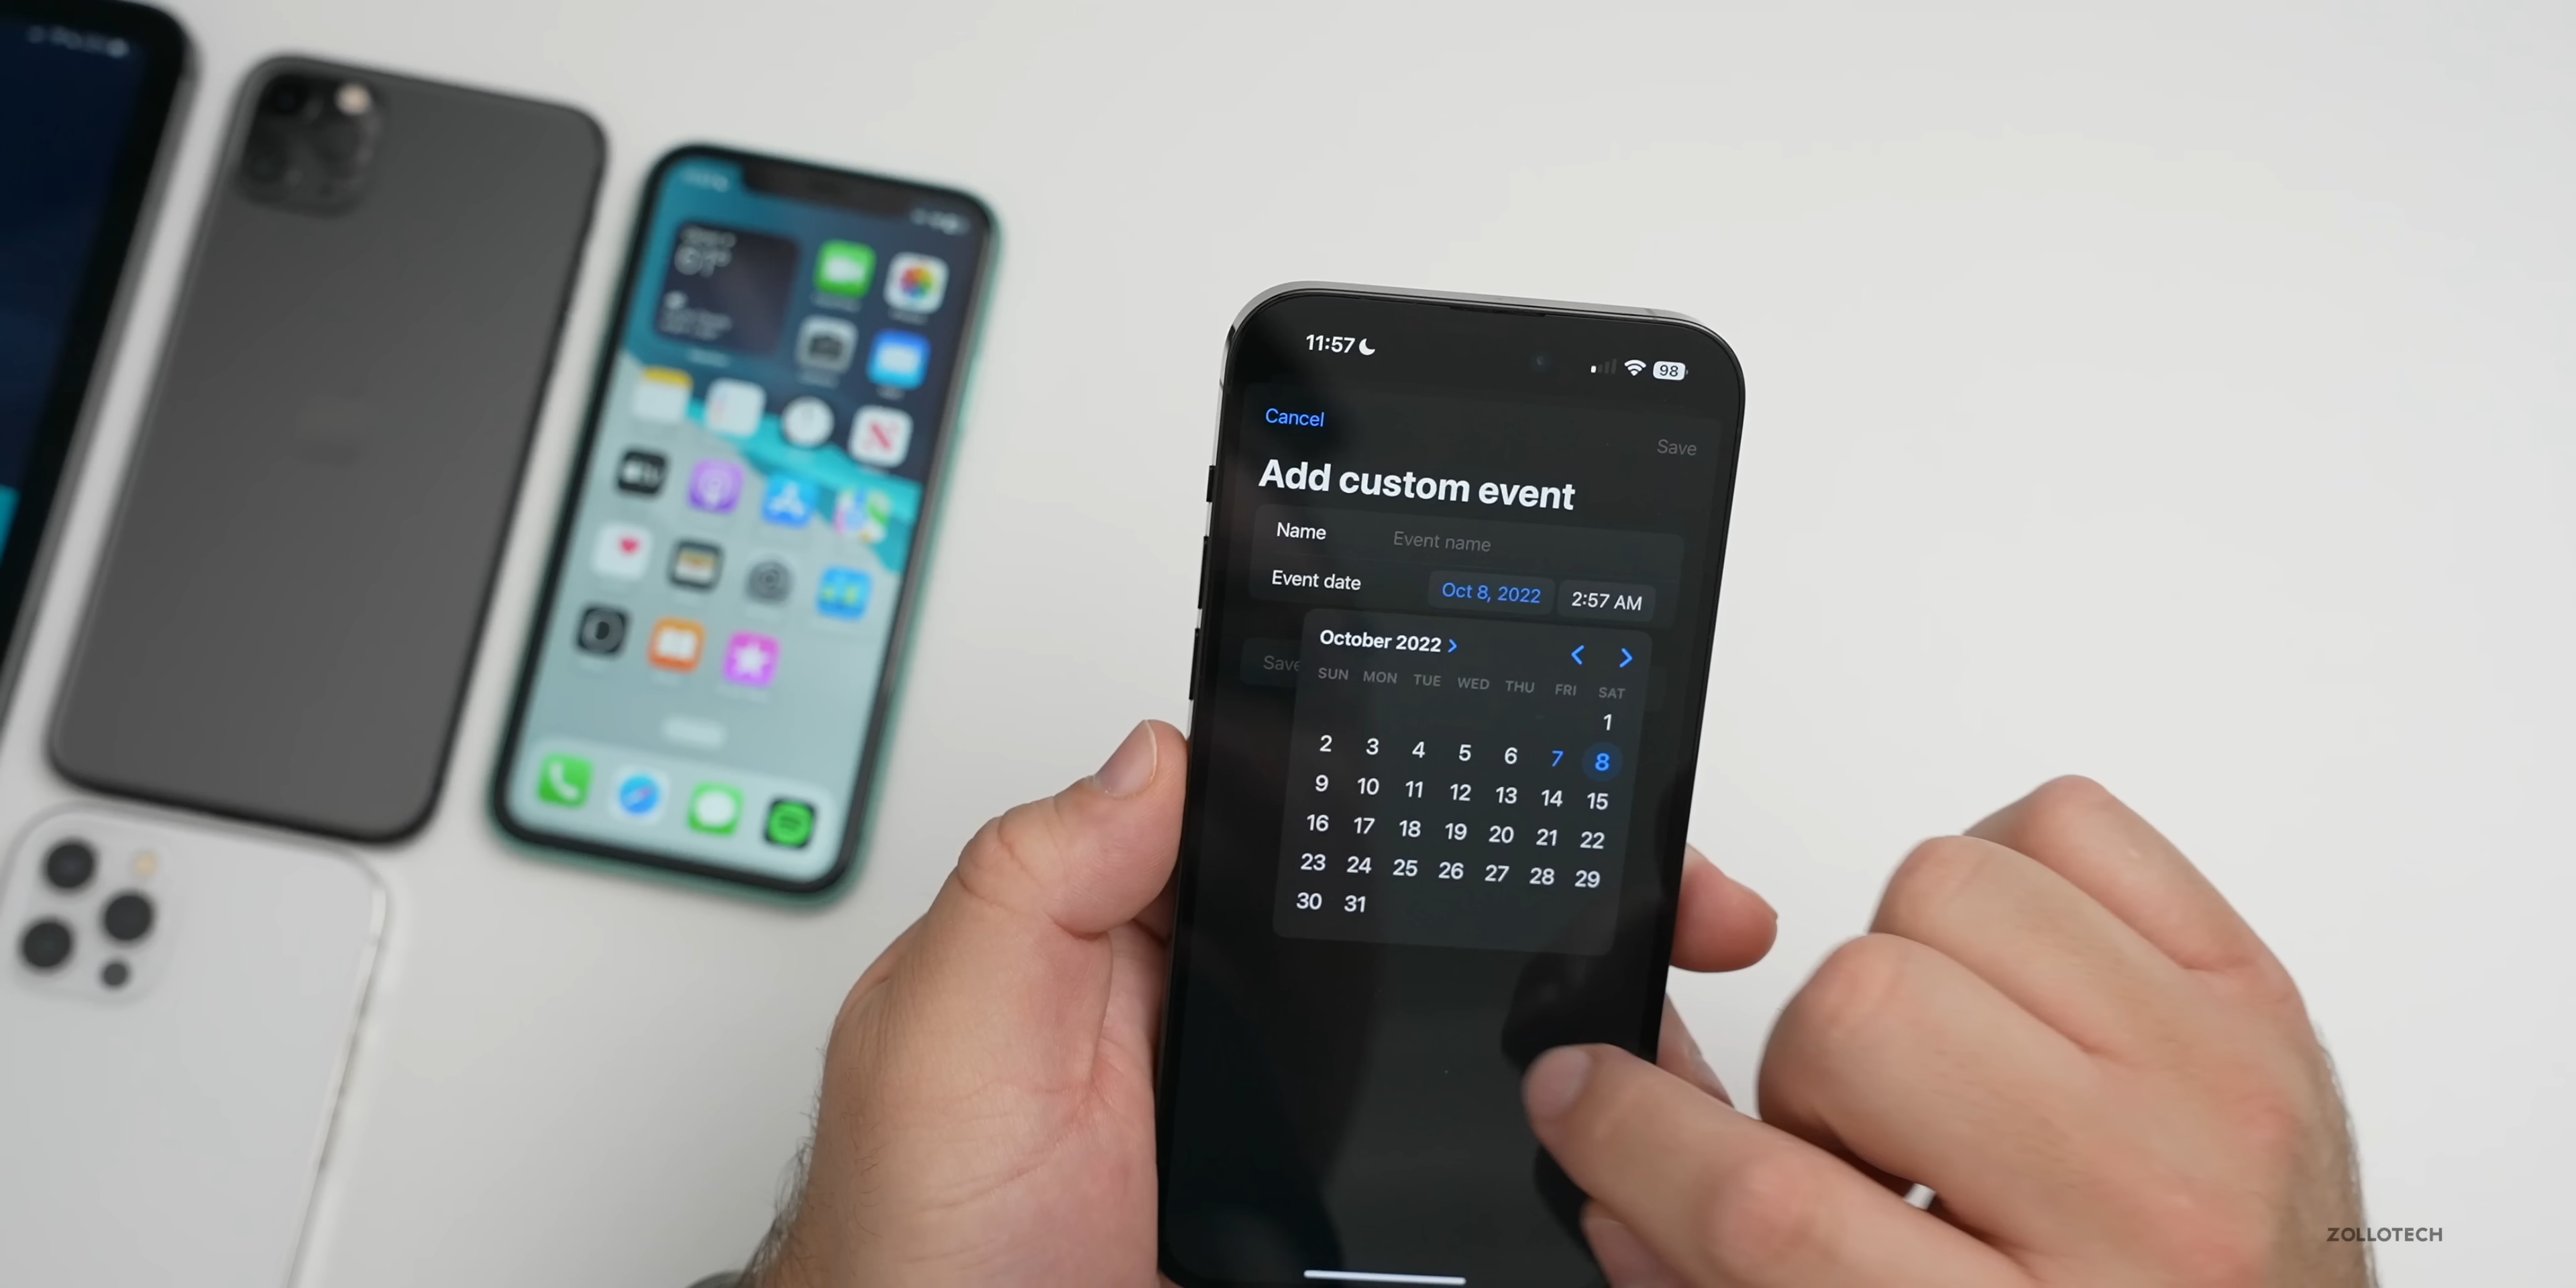 11:57
98
Cancel
Save
Add custom event
Name Event name
Event date Oct 8, 2022 2:57 AM
October 2022
Save
SUN MON TUE WED THU FRI SAT
1
2 3 4 5 6 7 8
9 10 11 12 13 14 15
16 17 18 19 20 21 22
23 24 25 26 27 28 29
30 31
ZOLLOTECH